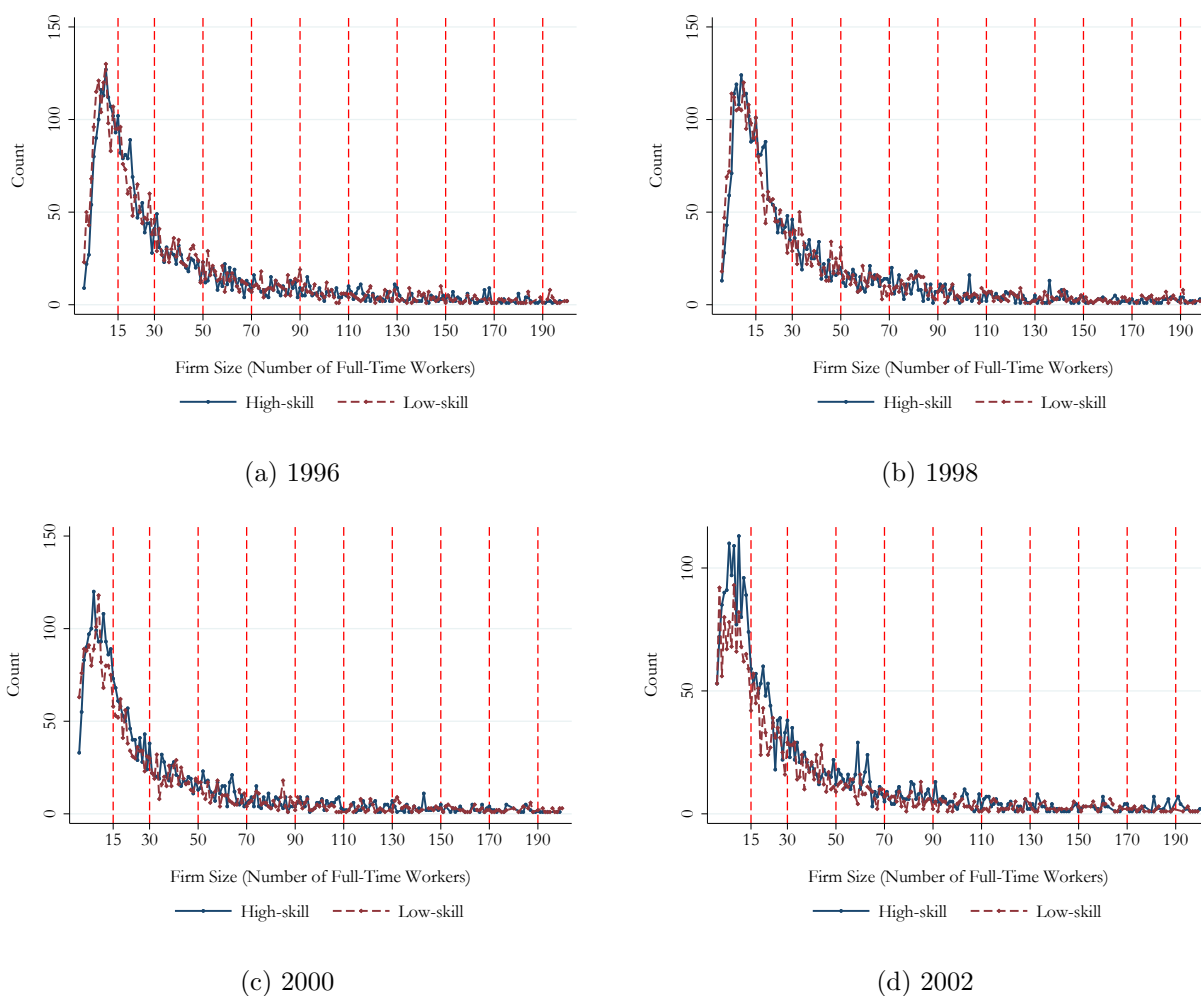 150
100
50
0
Count
15 30 50 70 90 110 130 150 170 190
Firm Size (Number of Full-Time Workers)
High-skill Low-skill
(a) 1996
150
100
50
0
Count
15 30 50 70 90 110 130 150 170 190
Firm Size (Number of Full-Time Workers)
High-skill Low-skill
(b) 1998
150
100
50
0
Count
15 30 50 70 90 110 130 150 170 190
Firm Size (Number of Full-Time Workers)
High-skill Low-skill
(c) 2000
100
50
0
Count
15 30 50 70 90 110 130 150 170 190
Firm Size (Number of Full-Time Workers)
High-skill Low-skill
(d) 2002